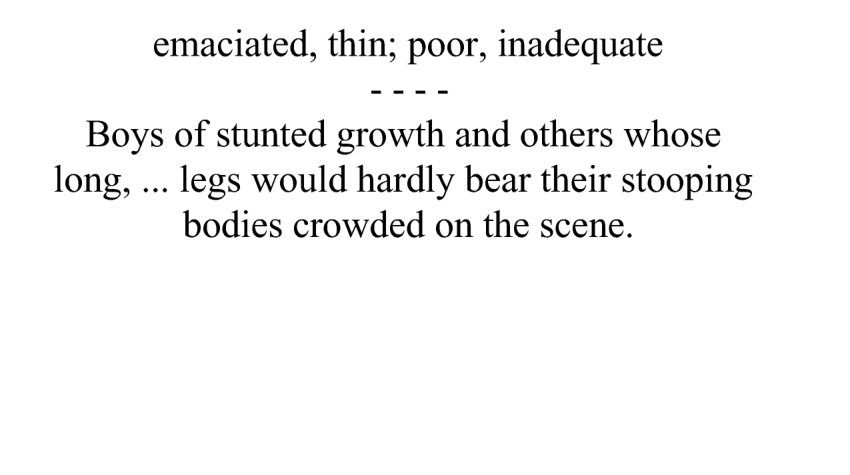 emaciated, thin; poor, inadequate
- - - -
Boys of stunted growth and others whose
long, ... legs would hardly bear their stooping
bodies crowded on the scene.